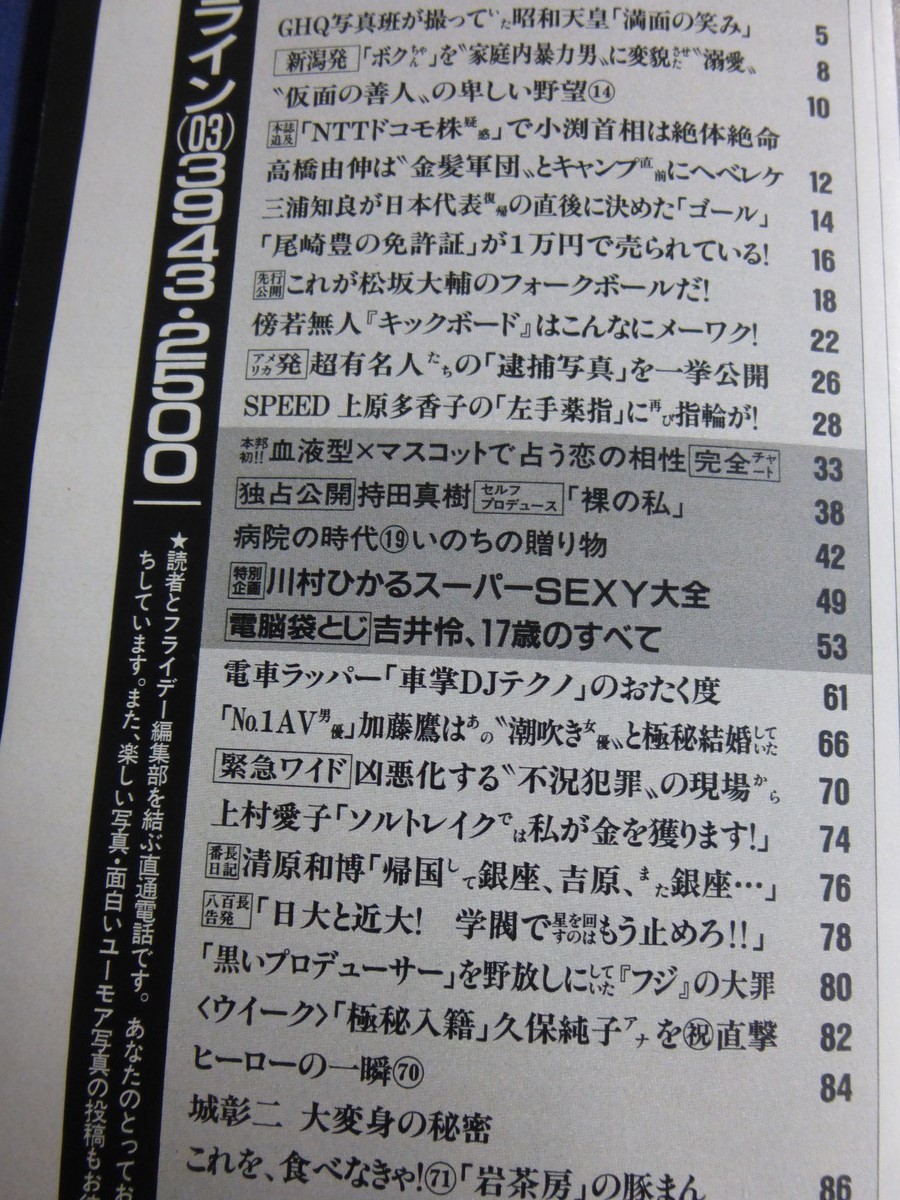 GHQ写真班が撮っていた昭和天皇「満面の笑み」 5
新潟発「ボクちゃん」を〝家庭内暴力男〟に変貌させた〝溺愛〟 8
〝仮面の善人〟の卑しい野望⑭ 10
本誌追及「NTTドコモ株疑惑」で小渕首相は絶体絶命
高橋由伸は〝金髪軍団〟とキャンプ直前にヘベレケ 12
三浦知良が日本代表復帰の直後に決めた「ゴール」 14
「尾崎豊の免許証」が1万円で売られている! 16
先行公開これが松坂大輔のフォークボールだ! 18
傍若無人『キックボード』はこんなにメーワク! 22
アメリカ発超有名人たちの「逮捕写真」を一挙公開 26
SPEED 上原多香子の「左手薬指」に再び指輪が! 28
本邦初!!血液型×マスコットで占う恋の相性完全チャート 33
独占公開持田真樹セルフプロデュース「裸の私」 38
病院の時代⑲いのちの贈り物 42
特別企画川村ひかるスーパーSEXY大全 49
電脳袋とじ吉井怜、17歳のすべて 53
電車ラッパー「車掌DJテクノ」のおたく度 61
「No.1AV男優」加藤鷹はあの〝潮吹き女優〟と極秘結婚していた 66
緊急ワイド凶悪化する〝不況犯罪〟の現場から 70
上村愛子「ソルトレイクでは私が金を獲ります!」 74
番長日記清原和博「帰国して銀座、吉原、また銀座…」 76
八百長告発「日大と近大! 学閥で星を回すのはもう止めろ!!」 78
「黒いプロデューサー」を野放しにしていた『フジ』の大罪 80
〈ウイーク〉「極秘入籍」久保純子アナを㊗直撃 82
ヒーローの一瞬⑦⓪ 84
城彰二 大変身の秘密
これを、食べなきゃ!⑦①「岩茶房」の豚まん 86
ライン(03)3943・2500
★読者とフライデー編集部を結ぶ直通電話です。あなたのとってお
ちしています。また、楽しい写真・面白いユーモア写真の投稿もお待